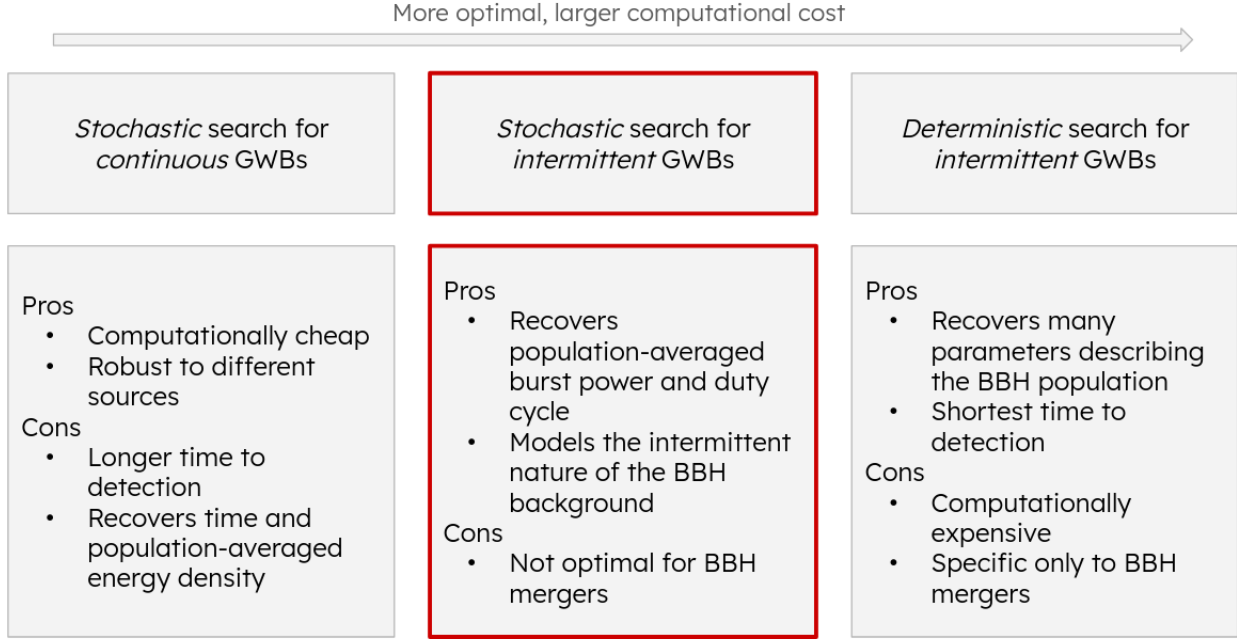 More optimal, larger computational cost
Stochastic search for
continuous GWBs
Stochastic search for
intermittent GWBs
Deterministic search for
intermittent GWBs
Pros
• Computationally cheap
• Robust to different
sources
Cons
• Longer time to
detection
• Recovers time and
population-averaged
energy density
Pros
• Recovers
population-averaged
burst power and duty
cycle
• Models the intermittent
nature of the BBH
background
Cons
• Not optimal for BBH
mergers
Pros
• Recovers many
parameters describing
the BBH population
• Shortest time to
detection
Cons
• Computationally
expensive
• Specific only to BBH
mergers